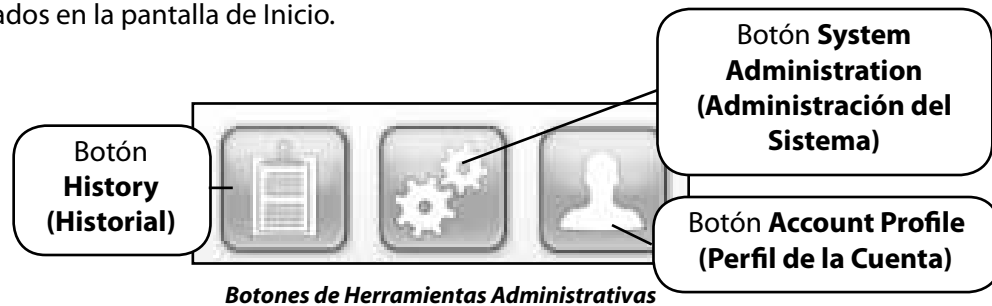 ados en la pantalla de Inicio.
Botón System
Administration
(Administración del
Sistema)
Botón
History
(Historial)
Botón Account Profile
(Perfil de la Cuenta)
Botones de Herramientas Administrativas